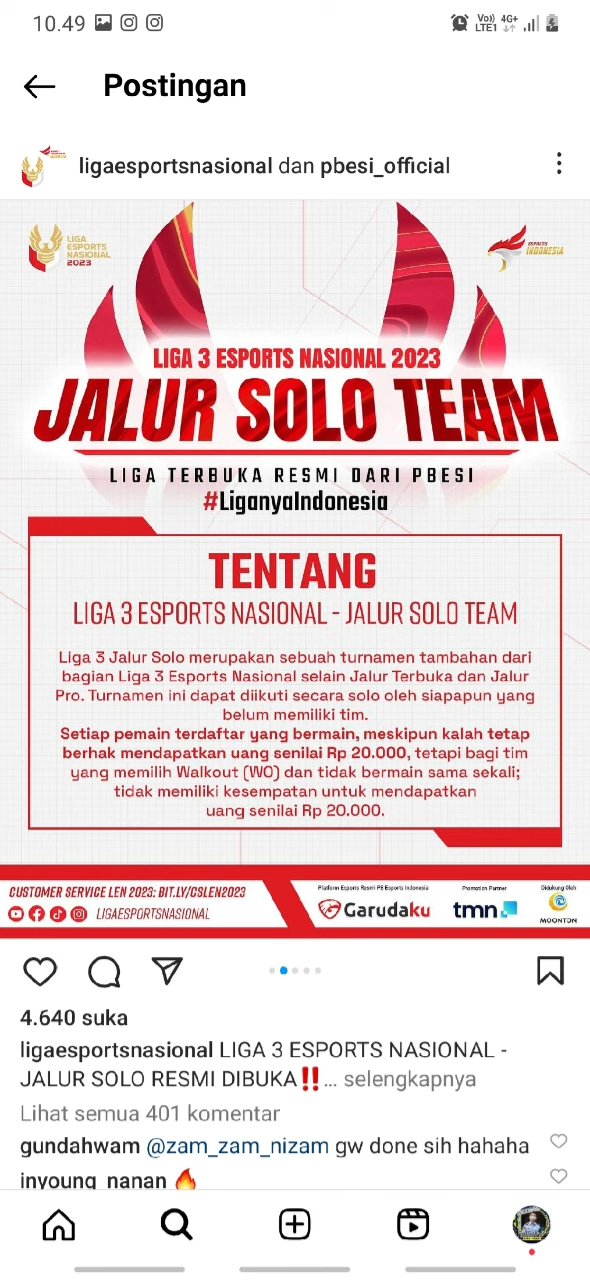 10.49
Vo)) 4G+
LTE1
Postingan
ligaesportsnasional dan pbesi_official
LIGA
ESPORTS
NASIONAL
2023
ESPORTS
INDONESIA
LIGA 3 ESPORTS NASIONAL 2023
JALUR SOLO TEAM
LIGA TERBUKA RESMI DARI PBESI
#LiganyaIndonesia
TENTANG
LIGA 3 ESPORTS NASIONAL - JALUR SOLO TEAM
Liga 3 Jalur Solo merupakan sebuah turnamen tambahan dari
bagian Liga 3 Esports Nasional selain Jalur Terbuka dan Jalur
Pro. Turnamen ini dapat diikuti secara solo oleh siapapun yang
belum memiliki tim.
Setiap pemain terdaftar yang bermain, meskipun kalah tetap
berhak mendapatkan uang senilai Rp 20.000, tetapi bagi tim
yang memilih Walkout (WO) dan tidak bermain sama sekali;
tidak memiliki kesempatan untuk mendapatkan
uang senilai Rp 20.000.
CUSTOMER SERVICE LEN 2023: BIT.LY/CSLEN2023
LIGAESPORTSNASIONAL
Platform Esports Resmi PB Esports Indonesia
Garudaku
Promotion Partner
tmn
Didukung Oleh
MOONTON
4.640 suka
ligaesportsnasional LIGA 3 ESPORTS NASIONAL -
JALUR SOLO RESMI DIBUKA‼️... selengkapnya
Lihat semua 401 komentar
gundahwam @zam_zam_nizam gw done sih hahaha
inyoung_nanan 🔥